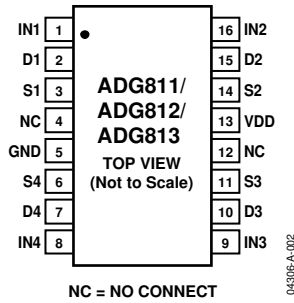 IN1 1 16 IN2
D1 2 15 D2
S1 3 ADG811/ 14 S2
NC 4 ADG812/ 13 VDD
ADG813
GND 5 TOP VIEW 12 NC
S4 6 (Not to Scale) 11 S3
D4 7 10 D3
IN4 8 9 IN3
NC = NO CONNECT
04306-A-002